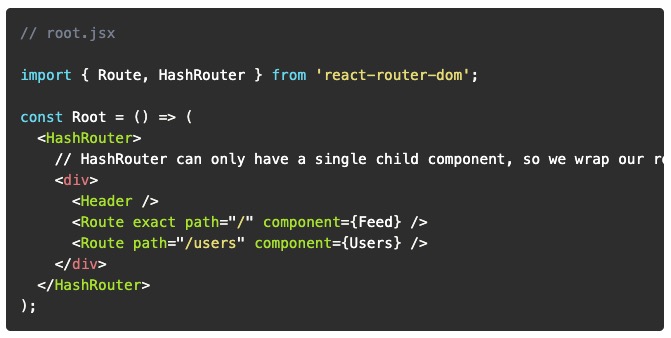 // root.jsx
import { Route, HashRouter } from 'react-router-dom';
const Root = () => (
<HashRouter>
// HashRouter can only have a single child component, so we wrap our
<div>
<Header />
<Route exact path="/" component={Feed} />
<Route path="/users" component={Users} />
</div>
</HashRouter>
);